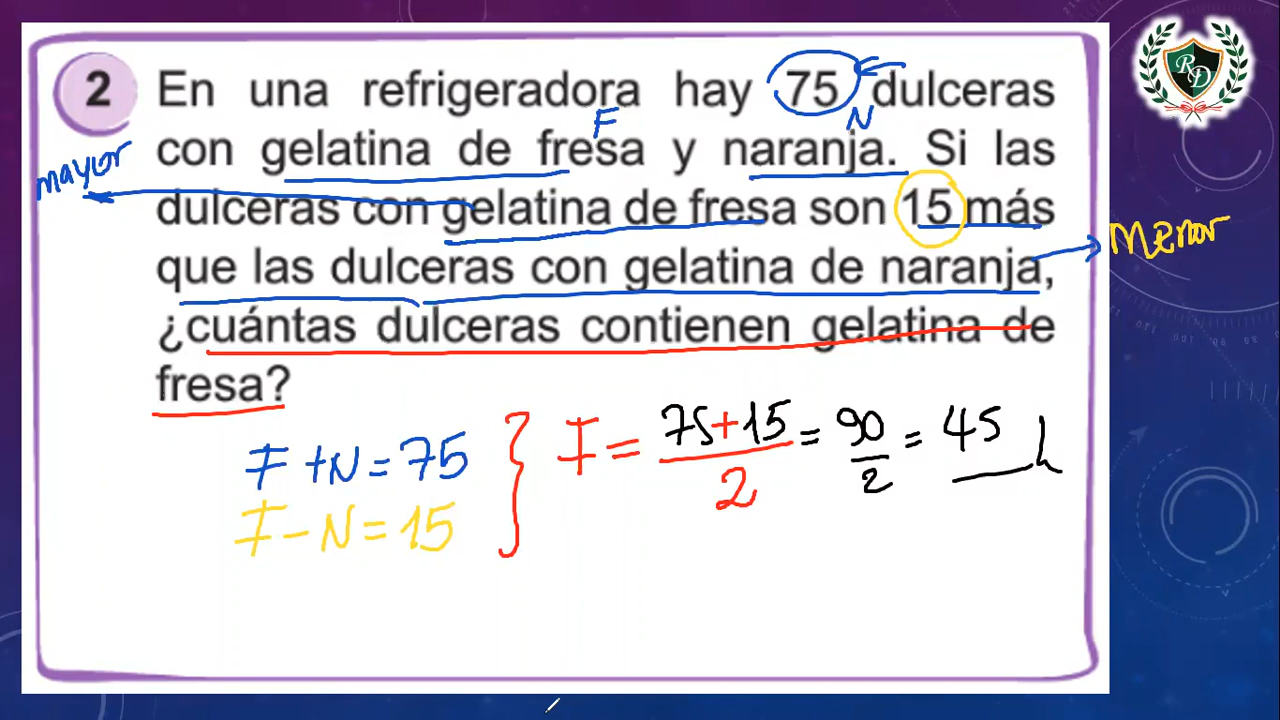 2 En una refrigeradora hay 75 dulceras
F N
con gelatina de fresa y naranja. Si las
mayor
dulceras con gelatina de fresa son 15 más
Menor
que las dulceras con gelatina de naranja,
¿cuántas dulceras contienen gelatina de
fresa?
F + N = 75
F - N = 15
F = 75+15/2 = 90/2 = 45
RD